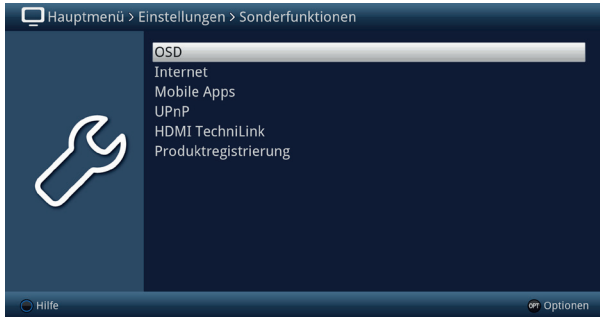 Hauptmenü > Einstellungen > Sonderfunktionen
OSD
Internet
Mobile Apps
UPnP
HDMI TechniLink
Produktregistrierung
Hilfe
OPT Optionen